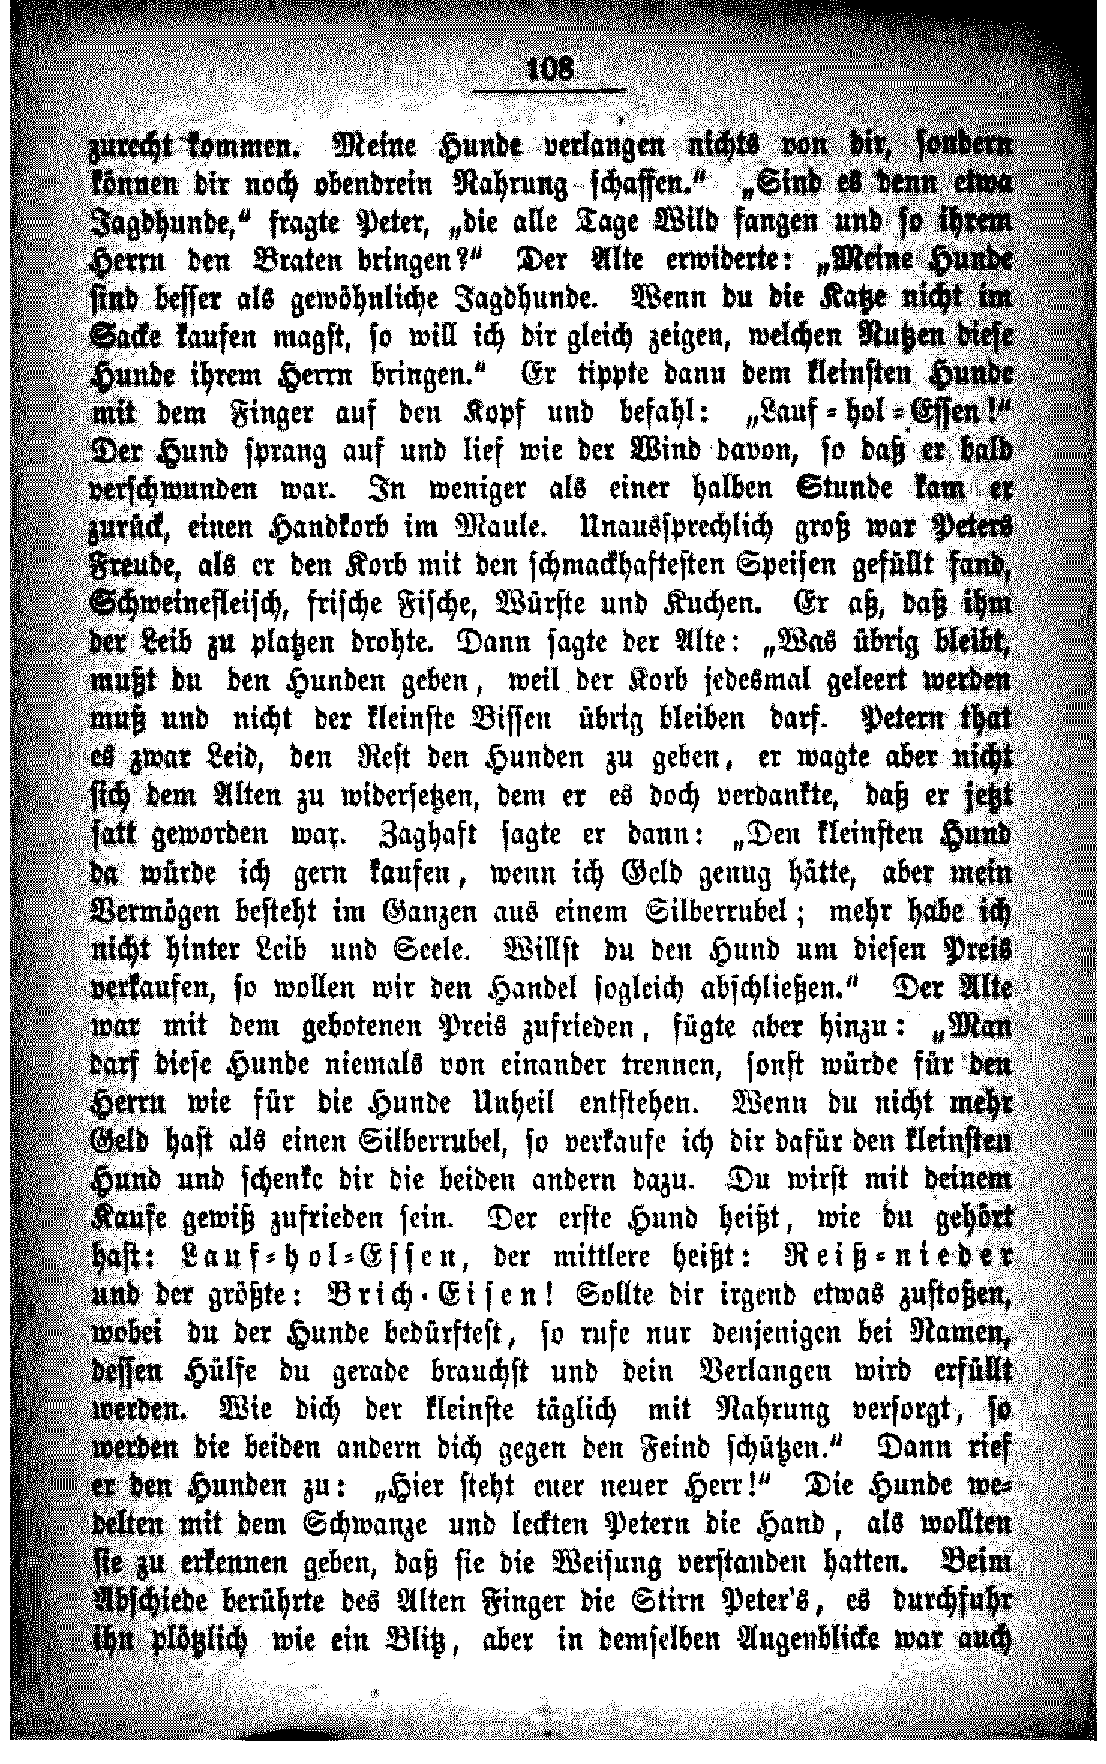 108
zurecht kommen. Meine Hunde verlangen nichts von dir, sondern
können dir noch obendrein Nahrung schaffen.“ „Sind es denn etwa
Jagdhunde,“ fragte Peter, „die alle Tage Wild fangen und so ihrem
Herrn den Braten bringen?“ Der Alte erwiderte: „Meine Hunde
sind besser als gewöhnliche Jagdhunde. Wenn du die Katze nicht im
Sacke kaufen magst, so will ich dir gleich zeigen, welchen Nutzen diese
Hunde ihrem Herrn bringen.“ Er tippte dann dem kleinsten Hunde
mit dem Finger auf den Kopf und befahl: „Lauf-hol-Essen!“
Der Hund sprang auf und lief wie der Wind davon, so daß er bald
verschwunden war. In weniger als einer halben Stunde kam er
zurück, einen Handkorb im Maule. Unaussprechlich groß war Peters
Freude, als er den Korb mit den schmackhaftesten Speisen gefüllt fand,
Schweinefleisch, frische Fische, Würste und Kuchen. Er aß, daß ihm
der Leib zu platzen drohte. Dann sagte der Alte: „Was übrig bleibt,
mußt du den Hunden geben, weil der Korb jedesmal geleert werden
muß und nicht der kleinste Bissen übrig bleiben darf. Petern that
es zwar Leid, den Rest den Hunden zu geben, er wagte aber nicht
sich dem Alten zu widersetzen, dem er es doch verdankte, daß er jetzt
satt geworden war. Zaghaft sagte er dann: „Den kleinsten Hund
da würde ich gern kaufen, wenn ich Geld genug hätte, aber mein
Vermögen besteht im Ganzen aus einem Silberrubel; mehr habe ich
nicht hinter Leib und Seele. Willst du den Hund um diesen Preis
verkaufen, so wollen wir den Handel sogleich abschließen.“ Der Alte
war mit dem gebotenen Preis zufrieden, fügte aber hinzu: „Man
darf diese Hunde niemals von einander trennen, sonst würde für den
Herrn wie für die Hunde Unheil entstehen. Wenn du nicht mehr
Geld hast als einen Silberrubel, so verkaufe ich dir dafür den kleinsten
Hund und schenke dir die beiden andern dazu. Du wirst mit deinem
Kaufe gewiß zufrieden sein. Der erste Hund heißt, wie du gehört
hast: Lauf-hol-Essen, der mittlere heißt: Reiß-nieder
und der größte: Brich-Eisen! Sollte dir irgend etwas zustoßen,
wobei du der Hunde bedürftest, so rufe nur denjenigen bei Namen,
dessen Hülfe du gerade brauchst und dein Verlangen wird erfüllt
werden. Wie dich der kleinste täglich mit Nahrung versorgt, so
werden die beiden andern dich gegen den Feind schützen.“ Dann rief
er den Hunden zu: „Hier steht euer neuer Herr!“ Die Hunde we-
delten mit dem Schwanze und leckten Petern die Hand, als wollten
sie zu erkennen geben, daß sie die Weisung verstanden hatten. Beim
Abschiede berührte des Alten Finger die Stirn Peter's, es durchfuhr
ihn plötzlich wie ein Blitz, aber in demselben Augenblicke war auch